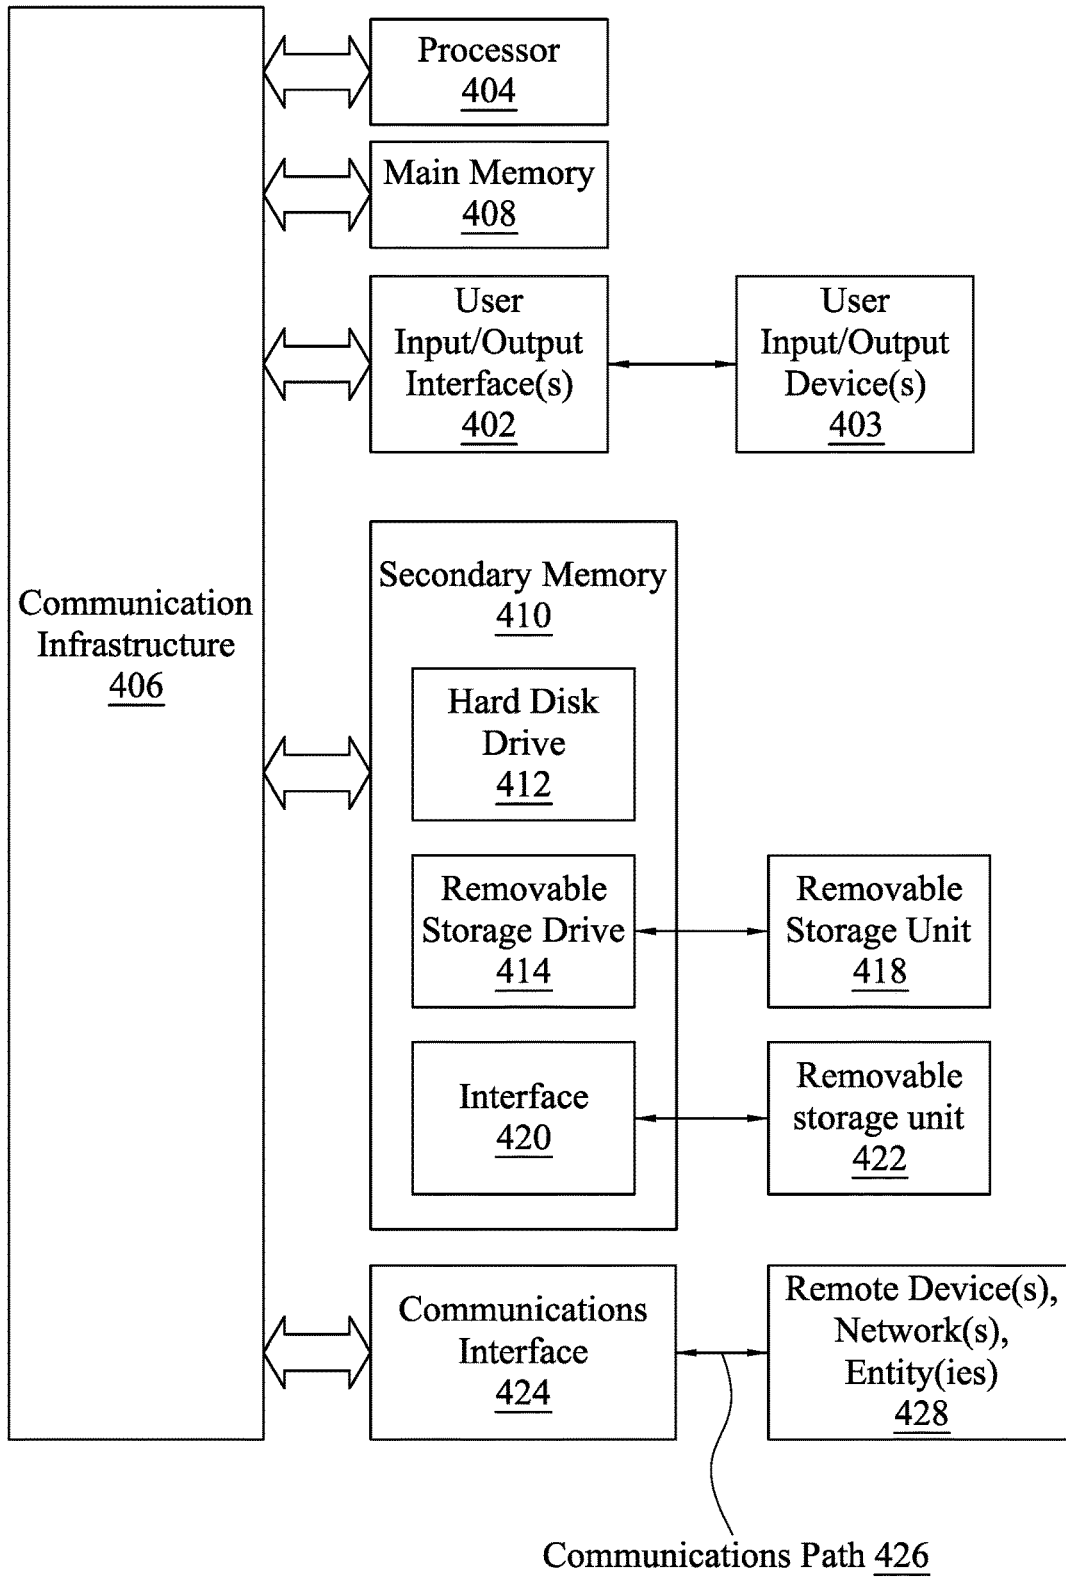 Processor
404
Main Memory
408
User
Input/Output
Interface(s)
402
User
Input/Output
Device(s)
403
Communication
Infrastructure
406
Secondary Memory
410
Hard Disk
Drive
412
Removable
Storage Drive
414
Removable
Storage Unit
418
Interface
420
Removable
storage unit
422
Communications
Interface
424
Remote Device(s),
Network(s),
Entity(ies)
428
Communications Path 426